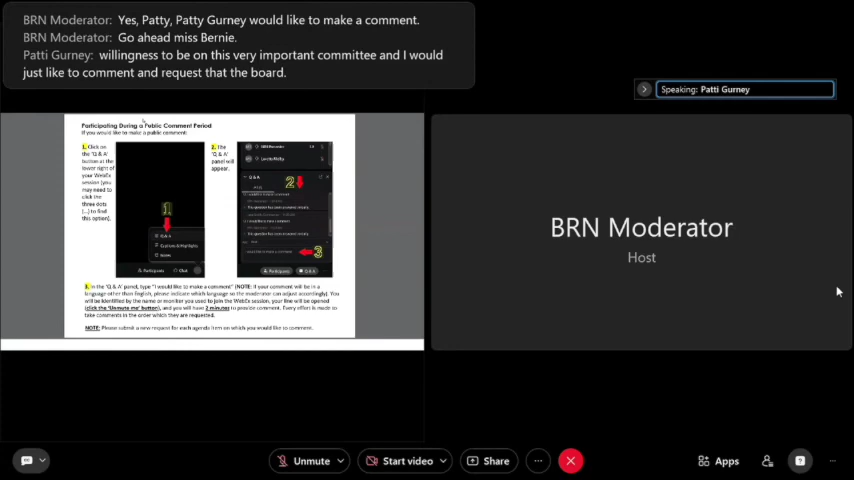 BRN Moderator: Yes, Patty, Patty Gurney would like to make a comment.
BRN Moderator: Go ahead miss Bernie.
Patti Gurney: willingness to be on this very important committee and I would
just like to comment and request that the board.
Speaking: Patti Gurney
Participating During a Public Comment Period
If you would like to make a public comment:
1. Click on
the 'Q & A'
button at the
lower right of
your WebEx
session (you
may need to
click the
three dots
(...) to find
this option).
1
Q & A
Participants
Chat
2. The
'Q & A'
panel will
appear.
Q & A
2
3
Participants
Q & A
3. In the 'Q & A' panel, type "I would like to make a comment" (NOTE: if your comment will be in a
language other than English, please indicate which language so the moderator can adjust accordingly). You
will be identified by the name or moniker you used to join the WebEx session, your line will be opened
(click the 'Unmute me' button), and you will have 2 minutes to provide comment. Every effort is made to
take comments in the order which they are requested.
NOTE: Please submit a new request for each agenda item on which you would like to comment.
BRN Moderator
Host
Unmute
Start video
Share
Apps